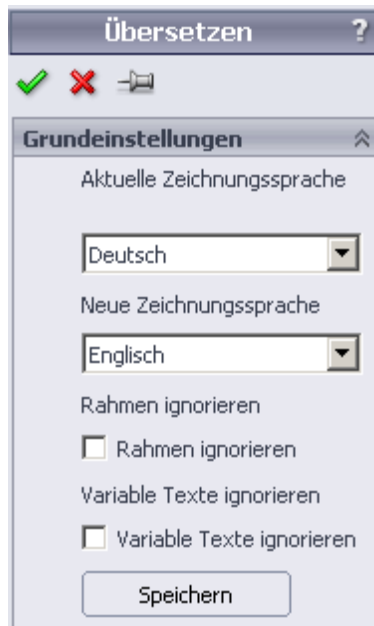 Übersetzen ?
Grundeinstellungen
Aktuelle Zeichnungssprache
Deutsch
Neue Zeichnungssprache
Englisch
Rahmen ignorieren
Rahmen ignorieren
Variable Texte ignorieren
Variable Texte ignorieren
Speichern